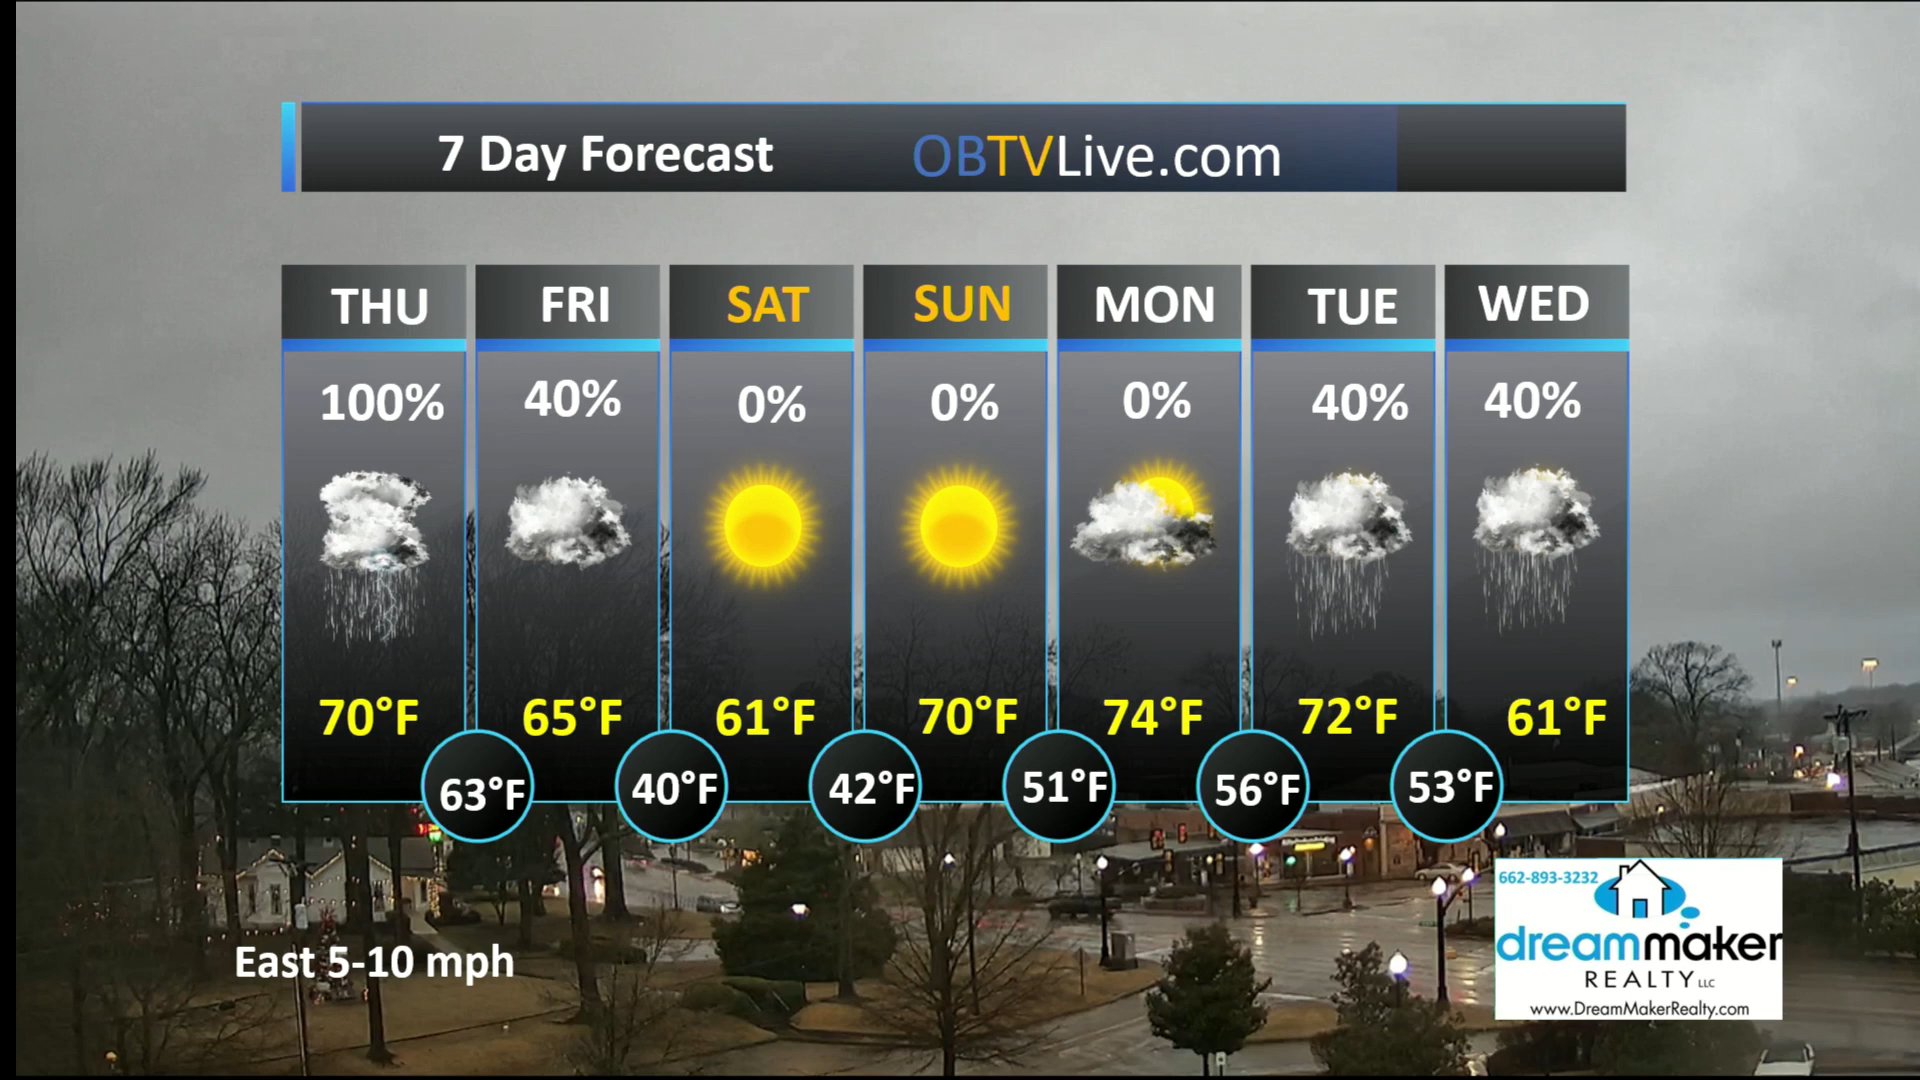 7 Day Forecast OBTVLive.com
THU FRI SAT SUN MON TUE WED
100% 40% 0% 0% 0% 40% 40%
70°F 65°F 61°F 70°F 74°F 72°F 61°F
63°F 40°F 42°F 51°F 56°F 53°F
East 5-10 mph
662-893-3232
dreammaker
REALTY LLC
www.DreamMakerRealty.com